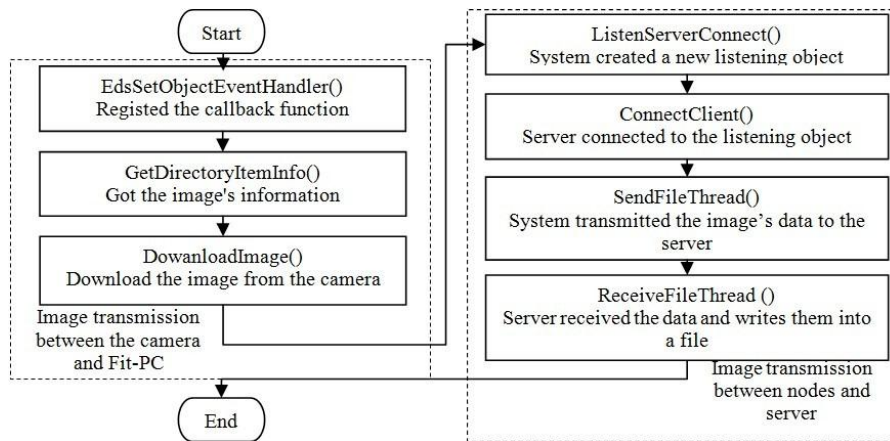 Start
EdsSetObjectEventHandler()
Registed the callback function
GetDirectoryItemInfo()
Got the image's information
DowanloadImage()
Download the image from the camera
Image transmission
between the camera
and Fit-PC
End
ListenServerConnect()
System created a new listening object
ConnectClient()
Server connected to the listening object
SendFileThread()
System transmitted the image’s data to the
server
ReceiveFileThread ()
Server received the data and writes them into
a file
Image transmission
between nodes and
server